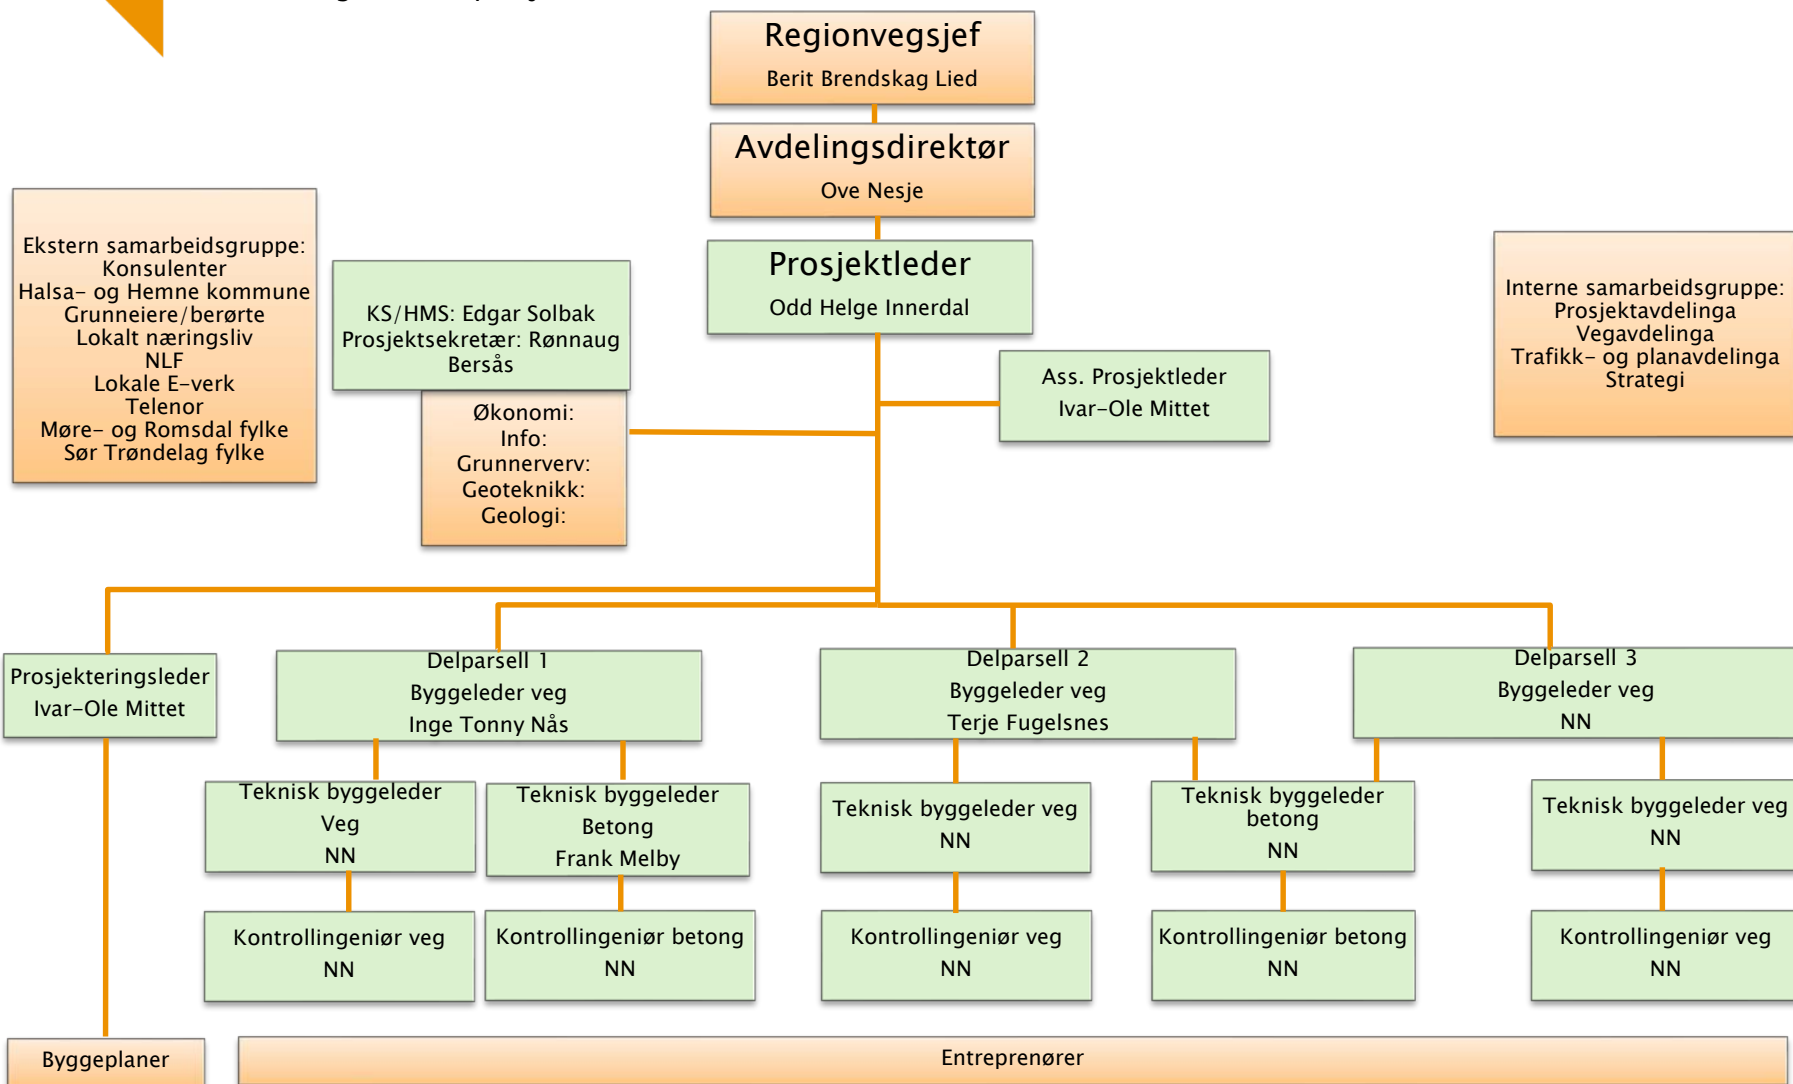 Regionvegsjef
Berit Brendskag Lied
Avdelingsdirektør
Ove Nesje
Prosjektleder
Odd Helge Innerdal
Ekstern samarbeidsgruppe:
Konsulenter
Halsa- og Hemne kommune
Grunneiere/berørte
Lokalt næringsliv
NLF
Lokale E-verk
Telenor
Møre- og Romsdal fylke
Sør Trøndelag fylke
KS/HMS: Edgar Solbak
Prosjektsekretær: Rønnaug
Bersås
Økonomi:
Info:
Grunnerverv:
Geoteknikk:
Geologi:
Ass. Prosjektleder
Ivar-Ole Mittet
Interne samarbeidsgruppe:
Prosjektavdelinga
Vegavdelinga
Trafikk- og planavdelinga
Strategi
Prosjekteringsleder
Ivar-Ole Mittet
Delparsell 1
Byggeleder veg
Inge Tonny Nås
Delparsell 2
Byggeleder veg
Terje Fugelsnes
Delparsell 3
Byggeleder veg
NN
Teknisk byggeleder
Veg
NN
Teknisk byggeleder
Betong
Frank Melby
Teknisk byggeleder veg
NN
Teknisk byggeleder
betong
NN
Teknisk byggeleder veg
NN
Kontrollingeniør veg
NN
Kontrollingeniør betong
NN
Kontrollingeniør veg
NN
Kontrollingeniør betong
NN
Kontrollingeniør veg
NN
Byggeplaner
Entreprenører